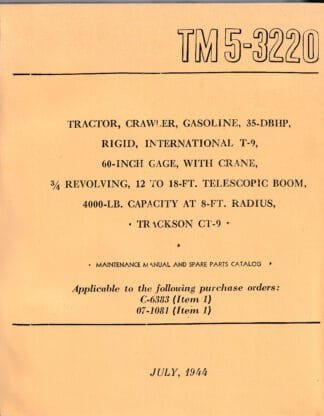 TM 5-3220
TRACTOR, CRAWLER, GASOLINE, 35-DBHP,
RIGID, INTERNATIONAL T-9,
60-INCH GAGE, WITH CRANE,
¾ REVOLVING, 12 TO 18-FT. TELESCOPIC BOOM,
4000-LB. CAPACITY AT 8-FT. RADIUS,
· TRACKSON CT-9 ·
· MAINTENANCE MANUAL AND SPARE PARTS CATALOG ·
Applicable to the following purchase orders:
C-6383 (Item 1)
07-1081 (Item 1)
JULY, 1944